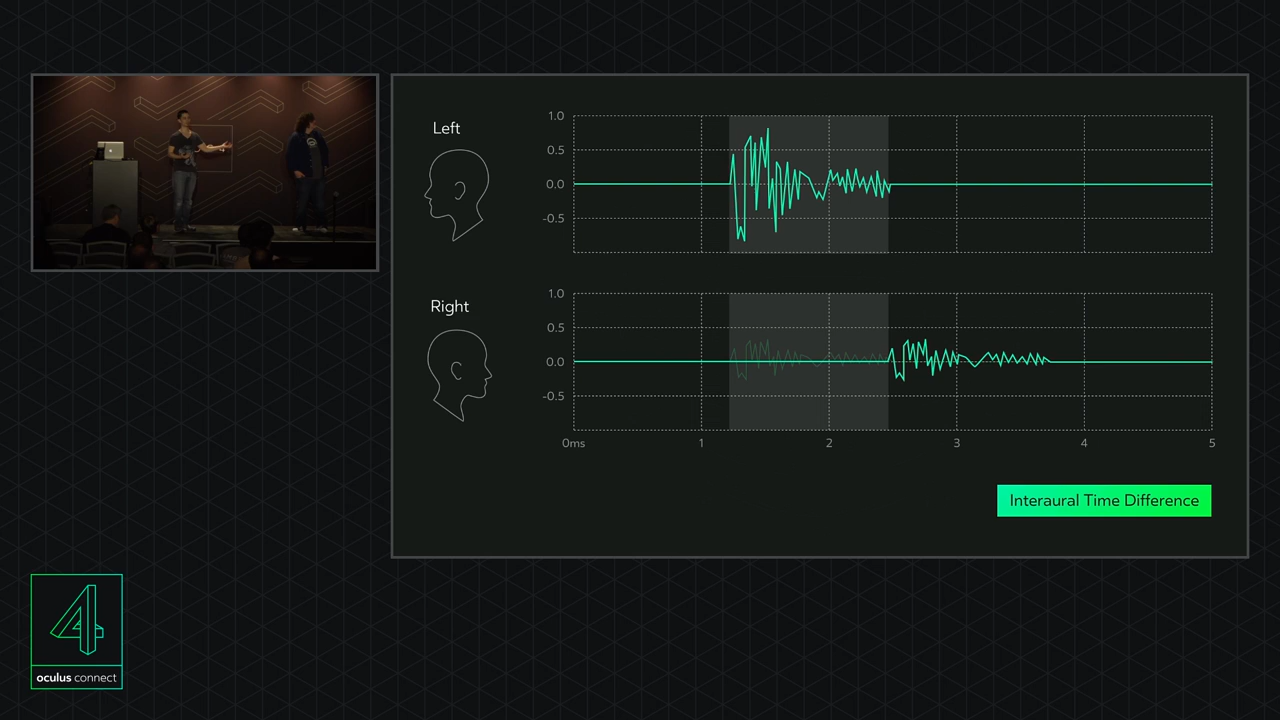 Left
1.0
0.5
0.0
-0.5
Right
1.0
0.5
0.0
-0.5
0ms 1 2 3 4 5
Interaural Time Difference
4
oculus connect